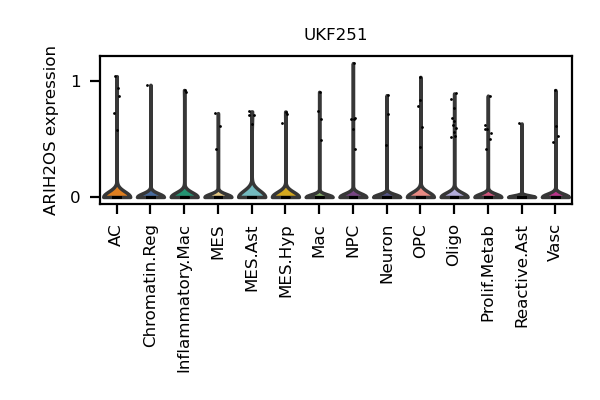 UKF251
ARIH2OS expression
1
0
AC
Chromatin.Reg
Inflammatory.Mac
MES
MES.Ast
MES.Hyp
Mac
NPC
Neuron
OPC
Oligo
Prolif.Metab
Reactive.Ast
Vasc